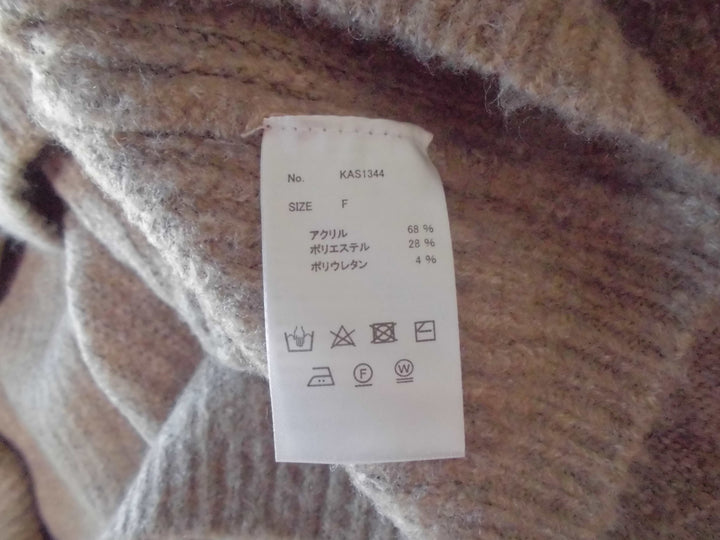 No. KAS1344
SIZE F
アクリル 68 %
ポリエステル 28 %
ポリウレタン 4 %
F W